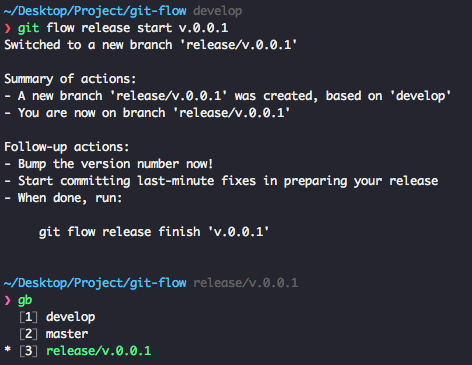 ~/Desktop/Project/git-flow develop
❯ git flow release start v.0.0.1
Switched to a new branch 'release/v.0.0.1'
Summary of actions:
- A new branch 'release/v.0.0.1' was created, based on 'develop'
- You are now on branch 'release/v.0.0.1'
Follow-up actions:
- Bump the version number now!
- Start committing last-minute fixes in preparing your release
- When done, run:
git flow release finish 'v.0.0.1'
~/Desktop/Project/git-flow release/v.0.0.1
❯ gb
[1] develop
[2] master
* [3] release/v.0.0.1